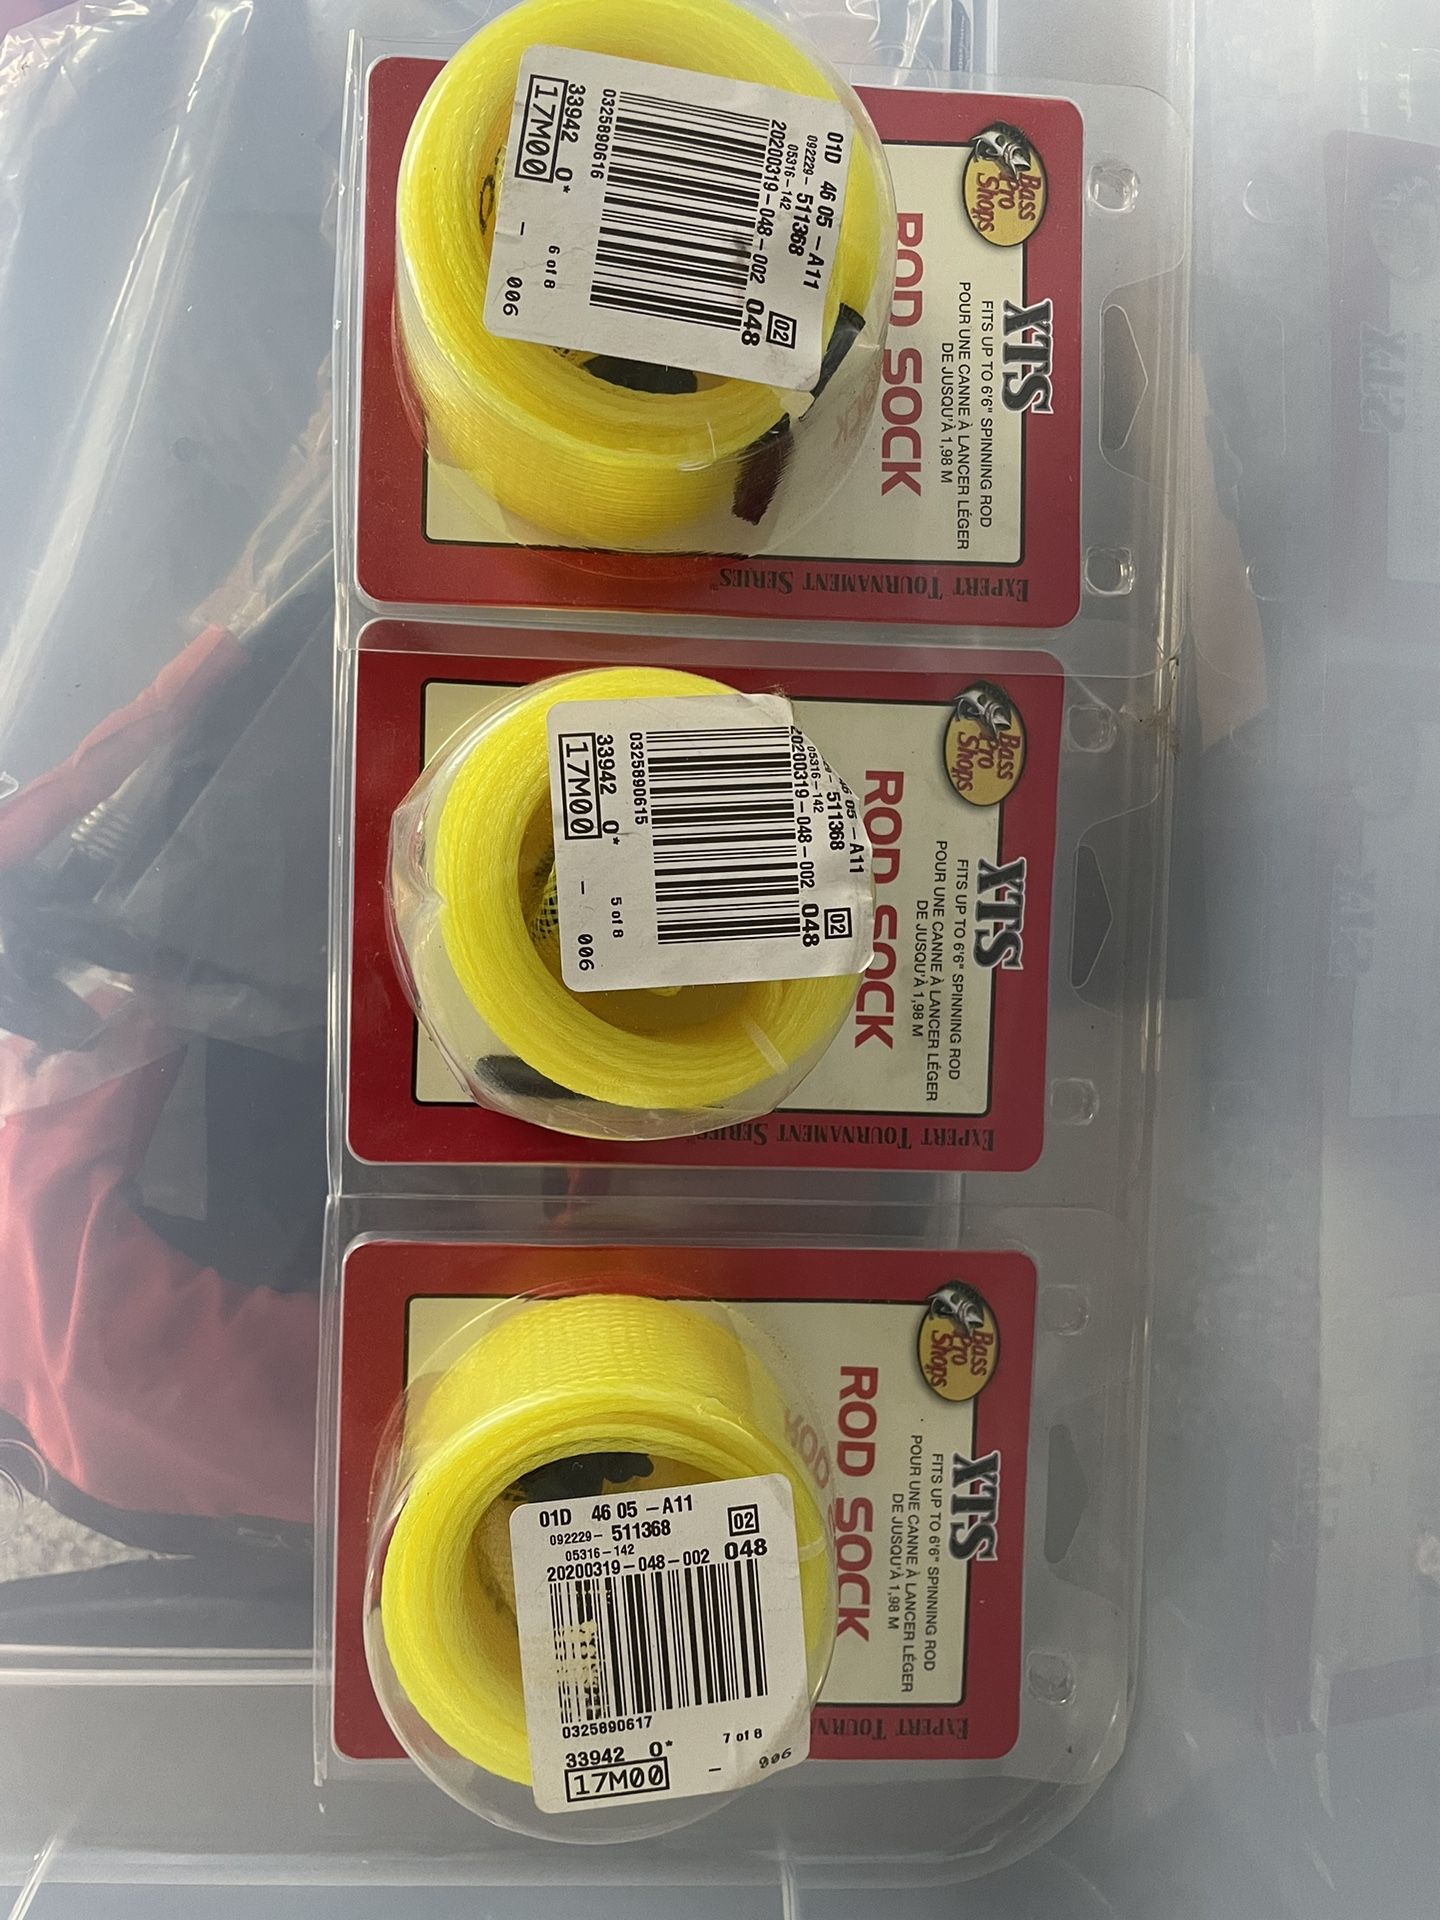 Bass
Pro
Shops
XTS
FITS UP TO 6'6" SPINNING ROD
POUR UNE CANNE À LANCER LÉGER
DE JUSQU'À 1,98 M
ROD SOCK
EXPERT TOURNAMENT SERIES
01D 46 05 - A11
092229- 511368
05316-142
02
20200319-048-002 048
0325890616
6 of 8
33942 0*
17M00
-
006
Bass
Pro
Shops
XTS
FITS UP TO 6'6" SPINNING ROD
POUR UNE CANNE À LANCER LÉGER
DE JUSQU'À 1,98 M
ROD SOCK
EXPERT TOURNAMENT SERIES
05 - A11
511368
05316-142
02
20200319-048-002 048
0325890615
5 of 8
33942 0*
17M00
-
006
Bass
Pro
Shops
XTS
FITS UP TO 6'6" SPINNING ROD
POUR UNE CANNE À LANCER LÉGER
DE JUSQU'À 1,98 M
ROD SOCK
EXPERT TOURN
01D 46 05 - A11
092229- 511368
05316-142
02
20200319-048-002 048
0325890617
7 of 8
33942 0*
17M00
-
006